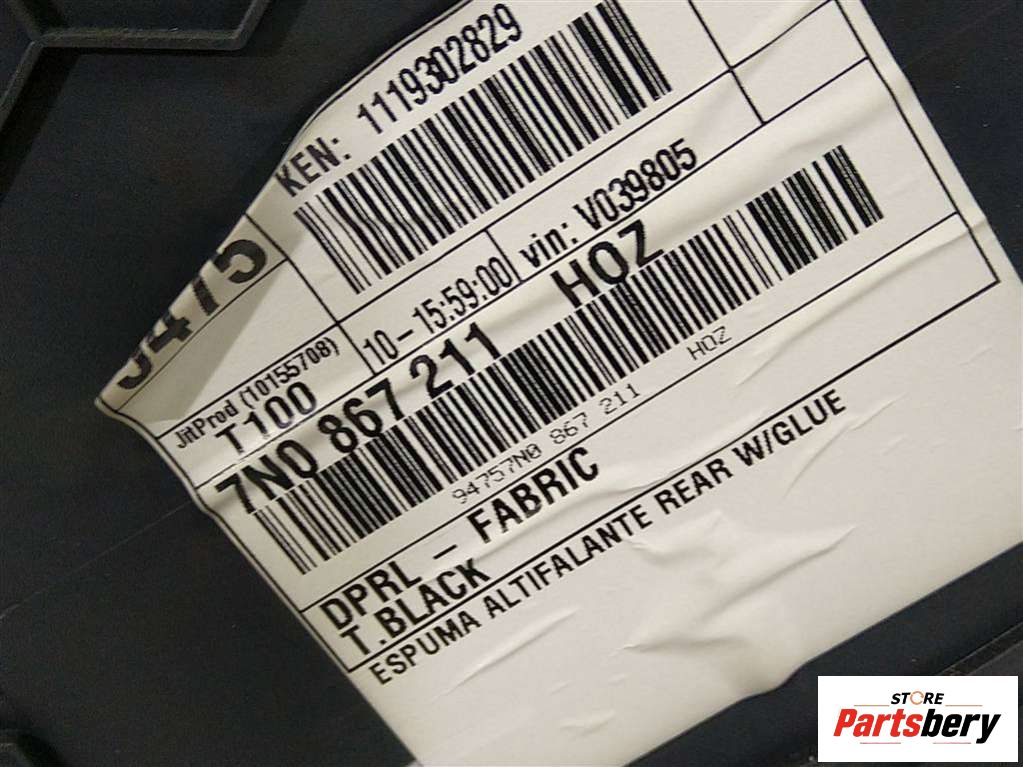 KEN: 1119302829
9475
JitProd (10155708)
T100
10-15:59:00
vin: V039805
7N0 867 211 HOZ
94757N0 867 211 HOZ
DPRL - FABRIC
T.BLACK
ESPUMA ALTIFALANTE REAR W/GLUE
STORE
Partsbery